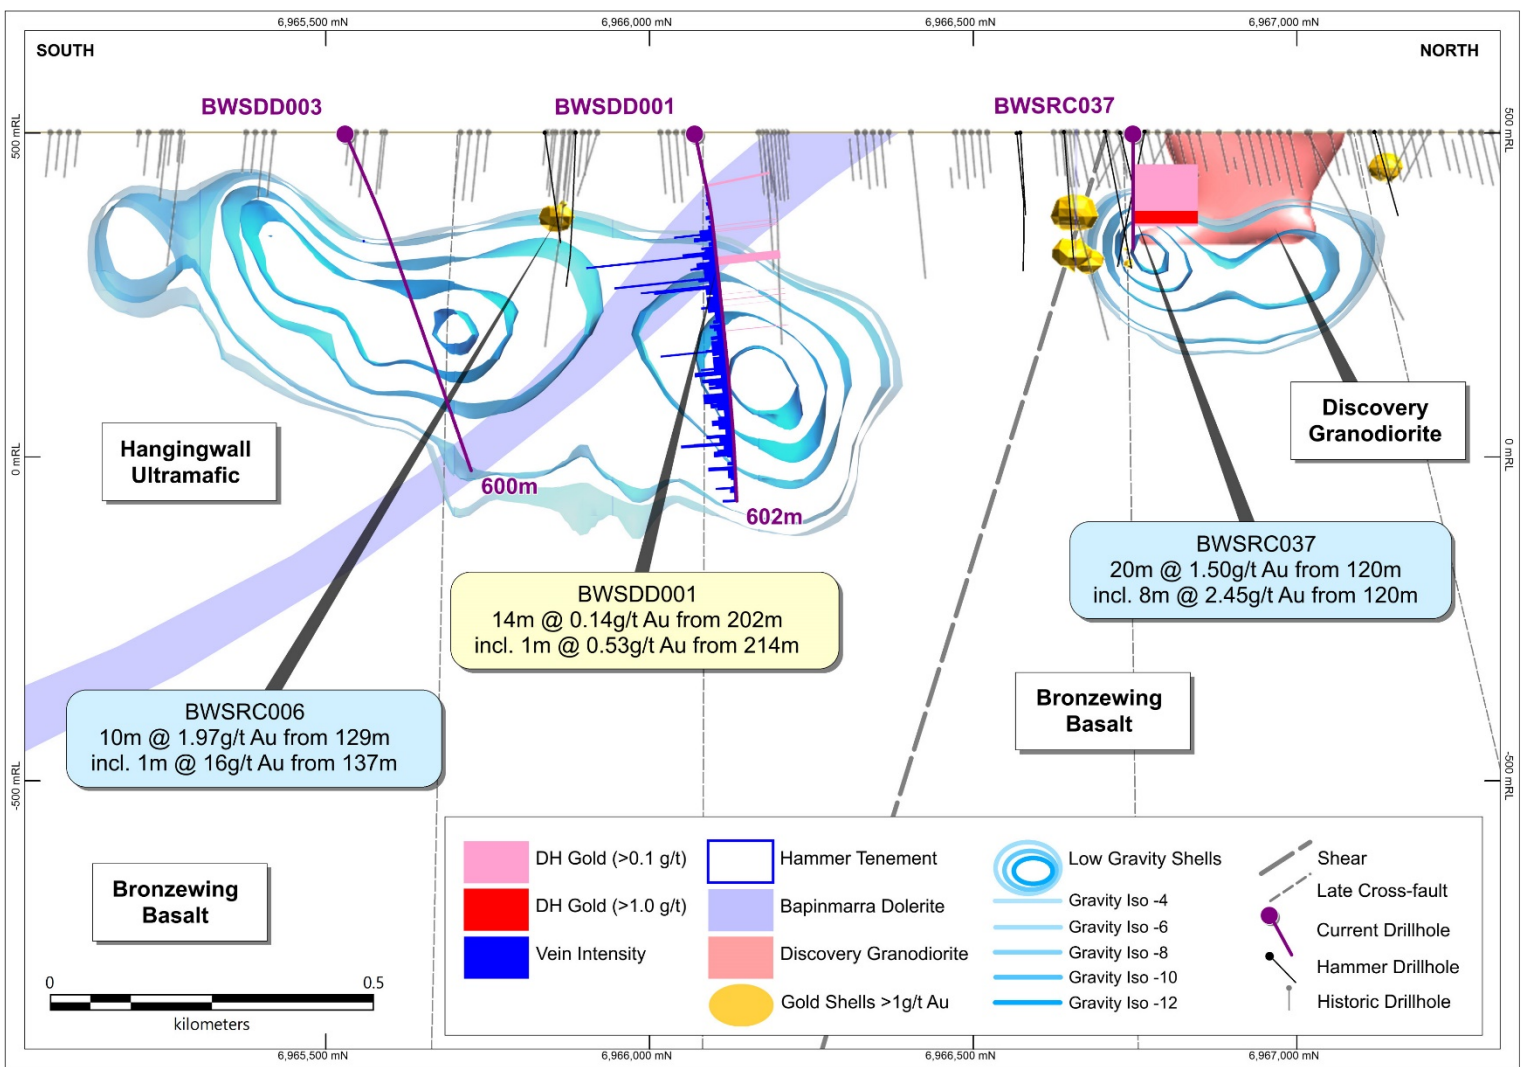 6,965,500 mN
6,966,000 mN
6,966,500 mN
6,967,000 mN
SOUTH
NORTH
BWSDD003
BWSDD001
BWSRC037
500 mRL
500 mRL
Hangingwall
Ultramafic
Discovery
Granodiorite
0 mRL
0 mRL
600m
602m
BWSRC037
20m @ 1.50g/t Au from 120m
incl. 8m @ 2.45g/t Au from 120m
BWSDD001
14m @ 0.14g/t Au from 202m
incl. 1m @ 0.53g/t Au from 214m
BWSRC006
10m @ 1.97g/t Au from 129m
incl. 1m @ 16g/t Au from 137m
Bronzewing
Basalt
-500 mRL
-500 mRL
Bronzewing
Basalt
DH Gold (>0.1 g/t)
DH Gold (>1.0 g/t)
Vein Intensity
Hammer Tenement
Bapinmarra Dolerite
Discovery Granodiorite
Gold Shells >1g/t Au
Low Gravity Shells
Gravity Iso -4
Gravity Iso -6
Gravity Iso -8
Gravity Iso -10
Gravity Iso -12
Shear
Late Cross-fault
Current Drillhole
Hammer Drillhole
Historic Drillhole
0
0.5
kilometers
6,965,500 mN
6,966,000 mN
6,966,500 mN
6,967,000 mN